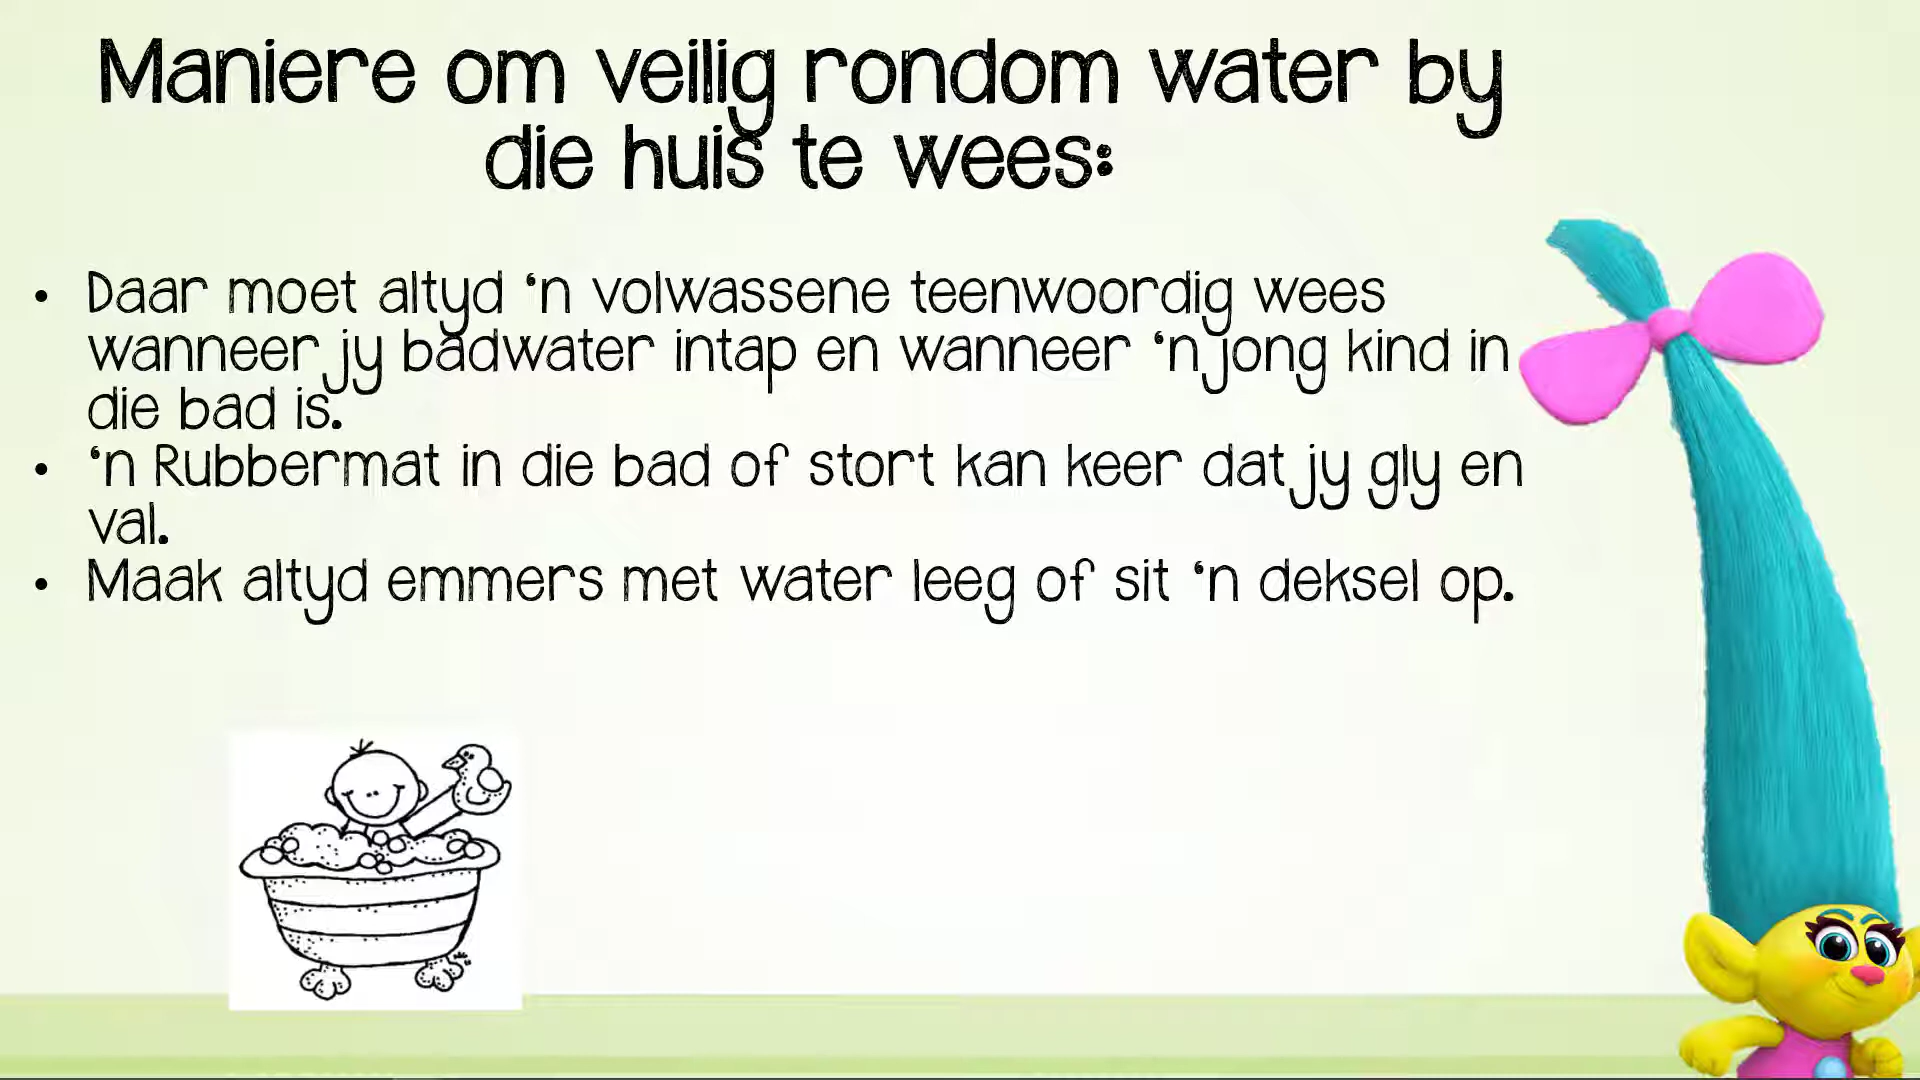 Maniere om veilig rondom water by
die huis te wees:
• Daar moet altyd ‘n volwassene teenwoordig wees
wanneer jy badwater intap en wanneer ‘n jong kind in
die bad is.
• ‘n Rubbermat in die bad of stort kan keer dat jy gly en
val.
• Maak altyd emmers met water leeg of sit ‘n deksel op.